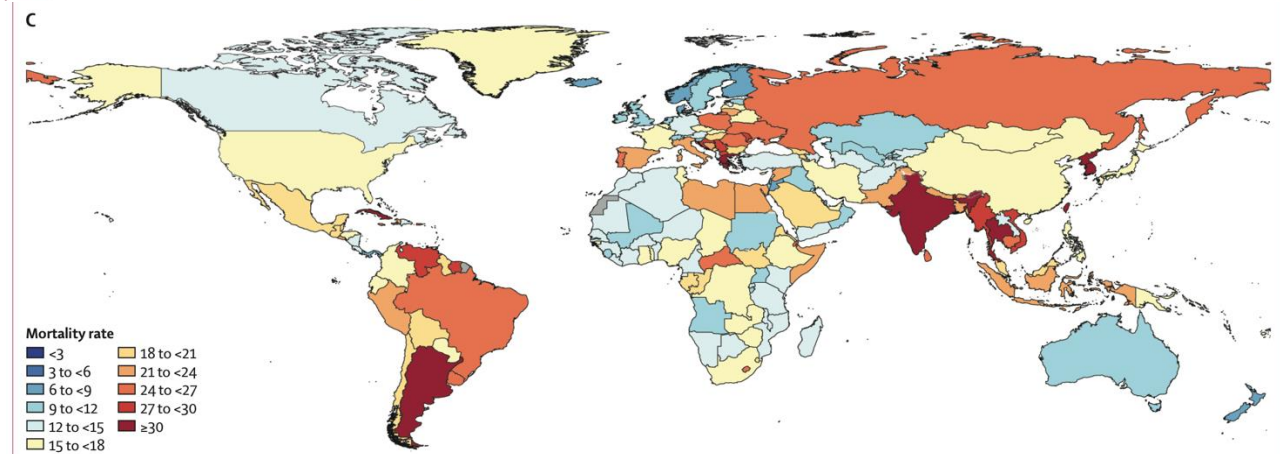 C
Mortality rate
<3
3 to <6
6 to <9
9 to <12
12 to <15
15 to <18
18 to <21
21 to <24
24 to <27
27 to <30
≥30